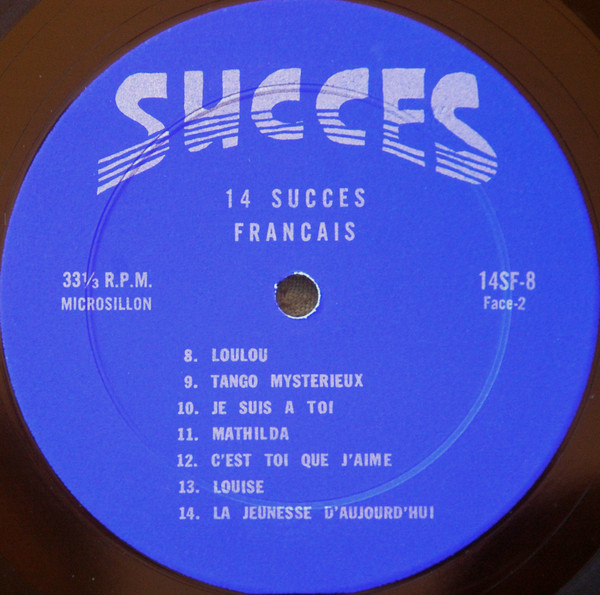 SUCCES
14 SUCCES
FRANCAIS
33⅓ R.P.M.
MICROSILLON
14SF-8
Face-2
8. LOULOU
9. TANGO MYSTERIEUX
10. JE SUIS A TOI
11. MATHILDA
12. C'EST TOI QUE J'AIME
13. LOUISE
14. LA JEUNESSE D'AUJOURD'HUI